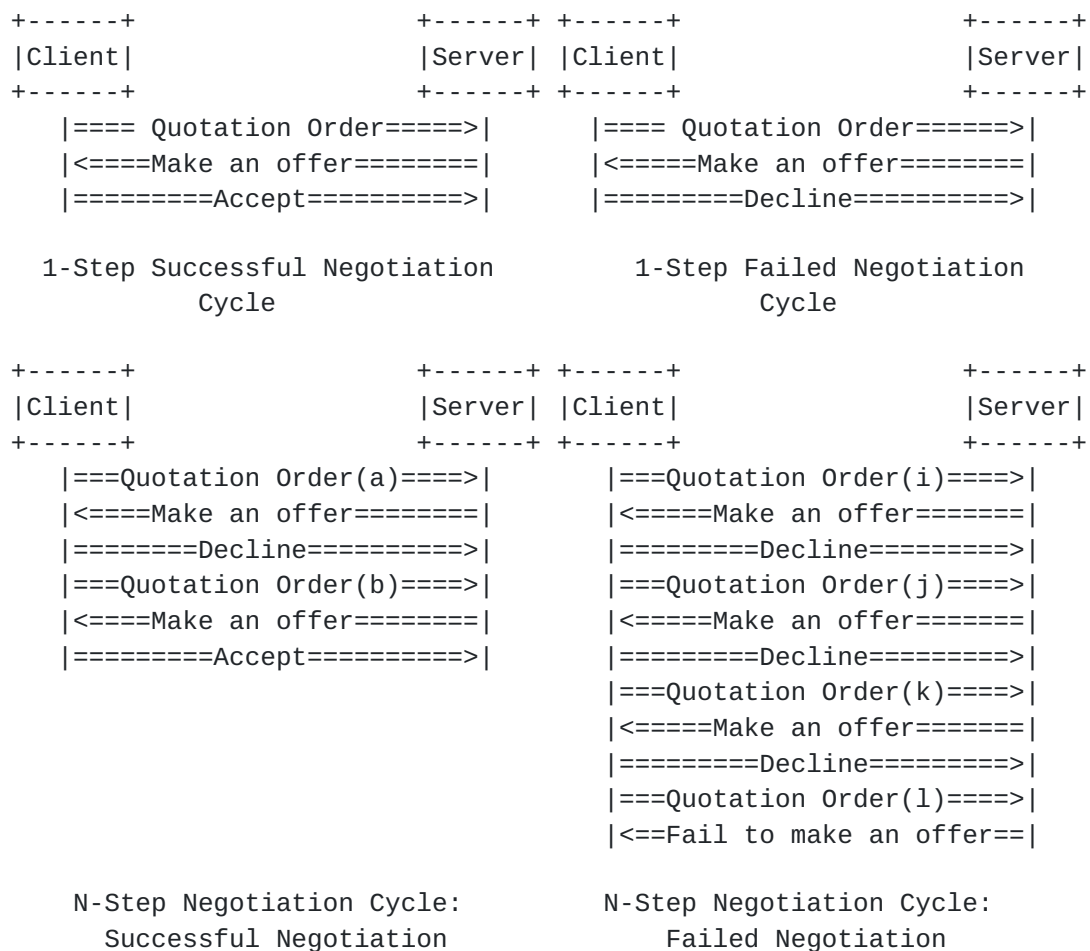 +------+                  +------+ +------+                  +------+
|Client|                  |Server| |Client|                  |Server|
+------+                  +------+ +------+                  +------+
   |==== Quotation Order=====>|      |==== Quotation Order======>|
   |<====Make an offer========|      |<=====Make an offer========|
   |=========Accept==========>|      |=========Decline==========>|

  1-Step Successful Negotiation         1-Step Failed Negotiation
            Cycle                               Cycle

+------+                  +------+ +------+                  +------+
|Client|                  |Server| |Client|                  |Server|
+------+                  +------+ +------+                  +------+
   |===Quotation Order(a)====>|       |===Quotation Order(i)====>|
   |<====Make an offer========|       |<=====Make an offer=======|
   |========Decline==========>|       |=========Decline=========>|
   |===Quotation Order(b)====>|       |===Quotation Order(j)====>|
   |<====Make an offer========|       |<=====Make an offer=======|
   |=========Accept==========>|       |=========Decline=========>|
                                      |===Quotation Order(k)====>|
                                      |<=====Make an offer=======|
                                      |=========Decline=========>|
                                      |===Quotation Order(l)====>|
                                      |<==Fail to make an offer==|

    N-Step Negotiation Cycle:         N-Step Negotiation Cycle:
      Successful Negotiation              Failed Negotiation